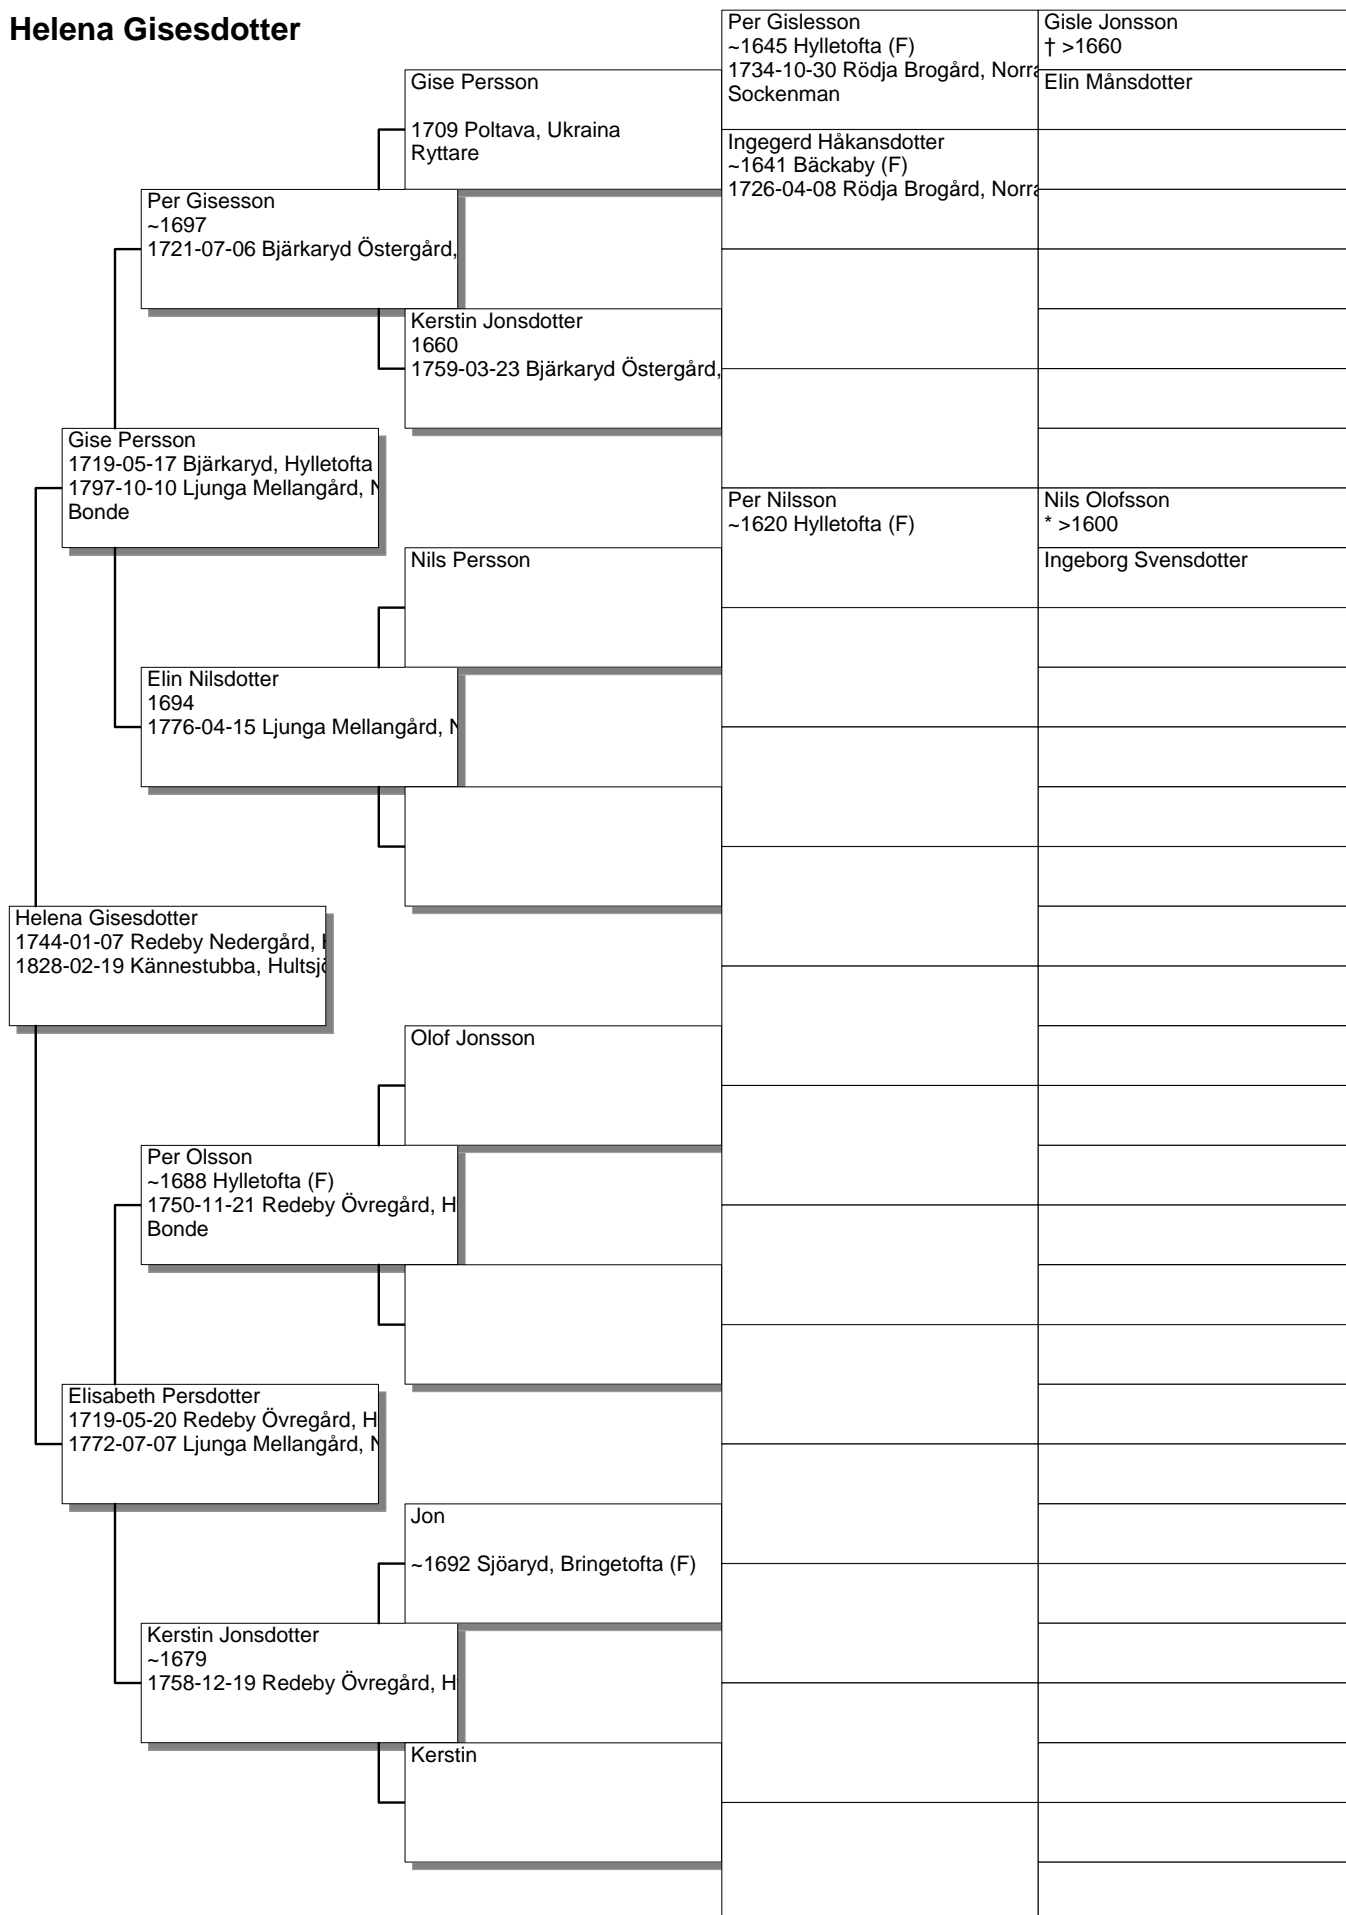 Helena Gisesdotter
Per Gislesson
~1645 Hylletofta (F)
1734-10-30 Rödja Brogård, Norra
Sockenman
Gisle Jonsson
† >1660
Elin Månsdotter
Gise Persson
1709 Poltava, Ukraina
Ryttare
Ingegerd Håkansdotter
~1641 Bäckaby (F)
1726-04-08 Rödja Brogård, Norra
Per Gisesson
~1697
1721-07-06 Bjärkaryd Östergård,
Kerstin Jonsdotter
1660
1759-03-23 Bjärkaryd Östergård,
Gise Persson
1719-05-17 Bjärkaryd, Hylletofta
1797-10-10 Ljunga Mellangård, N
Bonde
Per Nilsson
~1620 Hylletofta (F)
Nils Olofsson
* >1600
Ingeborg Svensdotter
Nils Persson
Elin Nilsdotter
1694
1776-04-15 Ljunga Mellangård, N
Helena Gisesdotter
1744-01-07 Redeby Nedergård, H
1828-02-19 Kännestubba, Hultsjö
Olof Jonsson
Per Olsson
~1688 Hylletofta (F)
1750-11-21 Redeby Övregård, H
Bonde
Elisabeth Persdotter
1719-05-20 Redeby Övregård, H
1772-07-07 Ljunga Mellangård, N
Jon
~1692 Sjöaryd, Bringetofta (F)
Kerstin Jonsdotter
~1679
1758-12-19 Redeby Övregård, H
Kerstin